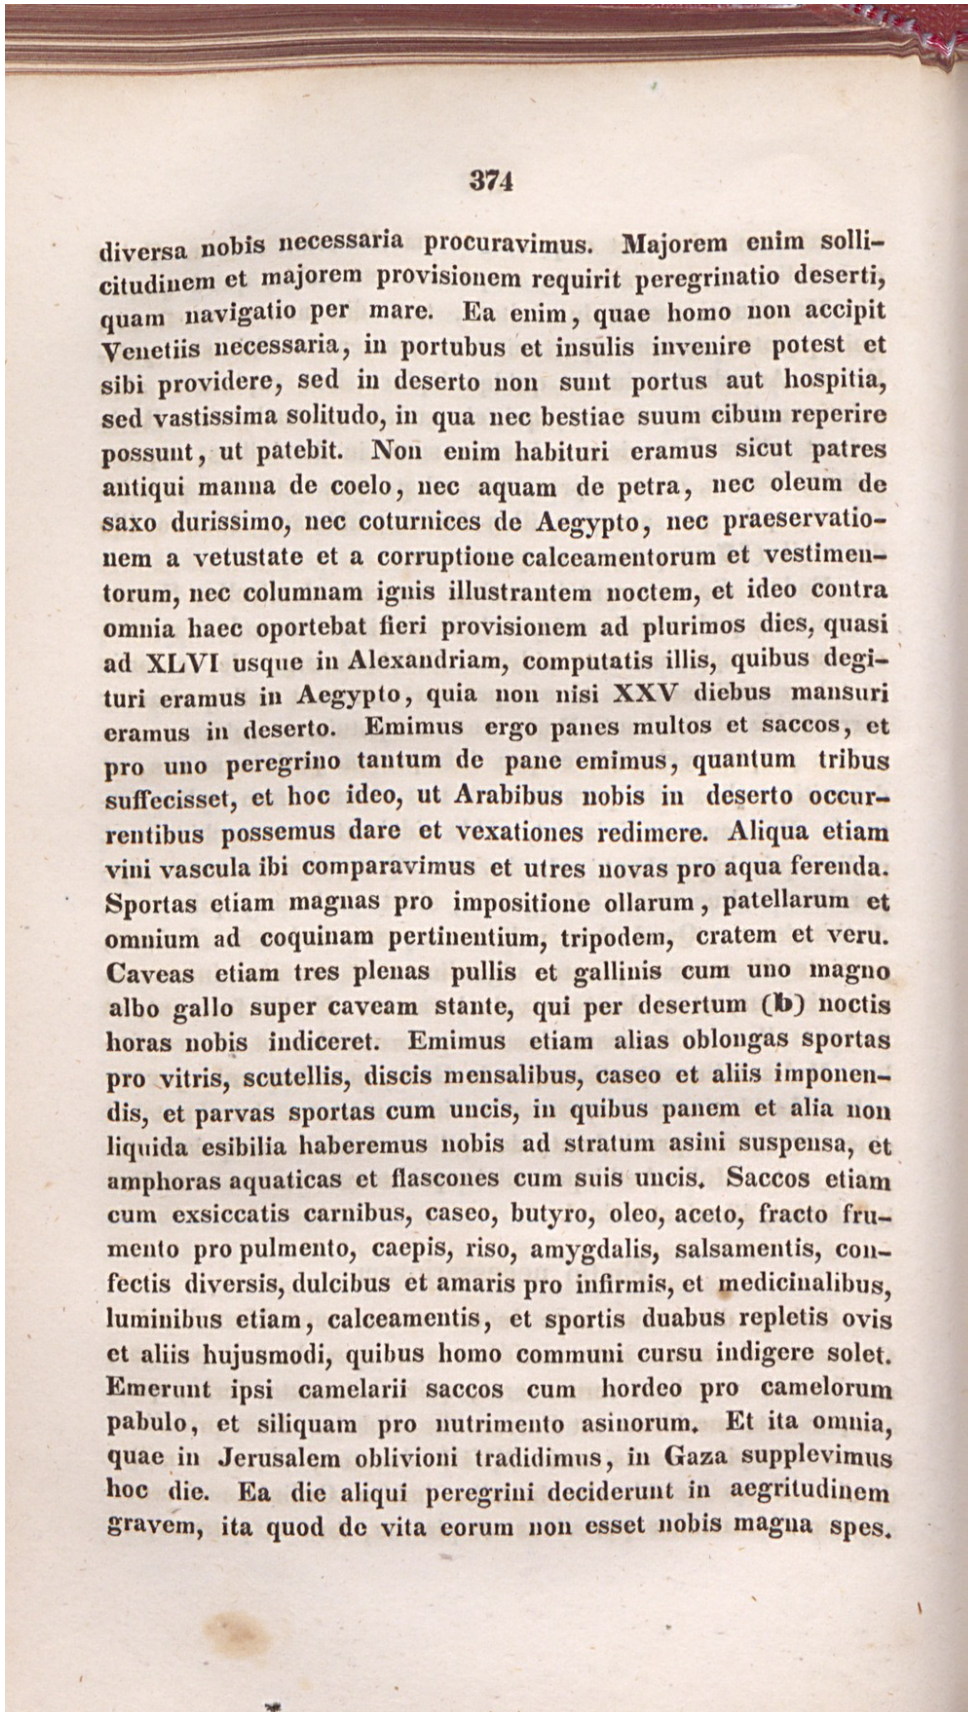 374
diversa nobis necessaria procuravimus. Majorem enim solli-
citudinem et majorem provisionem requirit peregrinatio deserti,
quam navigatio per mare. Ea enim, quae homo non accipit
Venetiis necessaria, in portubus et insulis invenire potest et
sibi providere, sed in deserto non sunt portus aut hospitia,
sed vastissima solitudo, in qua nec bestiae suum cibum reperire
possunt, ut patebit. Non enim habituri eramus sicut patres
antiqui manna de coelo, nec aquam de petra, nec oleum de
saxo durissimo, nec coturnices de Aegypto, nec praeservatio-
nem a vetustate et a corruptione calceamentorum et vestimen-
torum, nec columnam ignis illustrantem noctem, et ideo contra
omnia haec oportebat fieri provisionem ad plurimos dies, quasi
ad XLVI usque in Alexandriam, computatis illis, quibus degi-
turi eramus in Aegypto, quia non nisi XXV diebus mansuri
eramus in deserto. Emimus ergo panes multos et saccos, et
pro uno peregrino tantum de pane emimus, quantum tribus
suffecisset, et hoc ideo, ut Arabibus nobis in deserto occur-
rentibus possemus dare et vexationes redimere. Aliqua etiam
vini vascula ibi comparavimus et utres novas pro aqua ferenda.
Sportas etiam magnas pro impositione ollarum, patellarum et
omnium ad coquinam pertinentium, tripodem, cratem et veru.
Caveas etiam tres plenas pullis et gallinis cum uno magno
albo gallo super caveam stante, qui per desertum (b) noctis
horas nobis indiceret. Emimus etiam alias oblongas sportas
pro vitris, scutellis, discis mensalibus, caseo et aliis imponen-
dis, et parvas sportas cum uncis, in quibus panem et alia non
liquida esibilia haberemus nobis ad stratum asini suspensa, et
amphoras aquaticas et flascones cum suis uncis. Saccos etiam
cum exsiccatis carnibus, caseo, butyro, oleo, aceto, fracto fru-
mento pro pulmento, caepis, riso, amygdalis, salsamentis, con-
fectis diversis, dulcibus et amaris pro infirmis, et medicinalibus,
luminibus etiam, calceamentis, et sportis duabus repletis ovis
et aliis hujusmodi, quibus homo communi cursu indigere solet.
Emerunt ipsi camelarii saccos cum hordeo pro camelorum
pabulo, et siliquam pro nutrimento asinorum. Et ita omnia,
quae in Jerusalem oblivioni tradidimus, in Gaza supplevimus
hoc die. Ea die aliqui peregrini deciderunt in aegritudinem
gravem, ita quod de vita eorum non esset nobis magna spes.